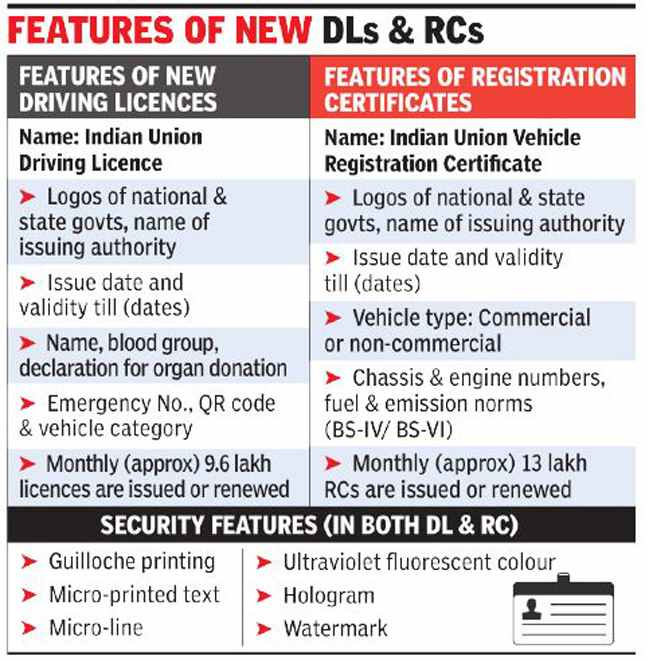 FEATURES OF NEW DLs & RCs
FEATURES OF NEW
DRIVING LICENCES
Name: Indian Union
Driving Licence
➤ Logos of national &
state govts, name of
issuing authority
➤ Issue date and
validity till (dates)
➤ Name, blood group,
declaration for organ donation
➤ Emergency No., QR code
& vehicle category
➤ Monthly (approx) 9.6 lakh
licences are issued or renewed
FEATURES OF REGISTRATION
CERTIFICATES
Name: Indian Union Vehicle
Registration Certificate
➤ Logos of national & state
govts, name of issuing authority
➤ Issue date and validity
till (dates)
➤ Vehicle type: Commercial
or non-commercial
➤ Chassis & engine numbers,
fuel & emission norms
(BS-IV/ BS-VI)
➤ Monthly (approx) 13 lakh
RCs are issued or renewed
SECURITY FEATURES (IN BOTH DL & RC)
➤ Guilloche printing
➤ Micro-printed text
➤ Micro-line
➤ Ultraviolet fluorescent colour
➤ Hologram
➤ Watermark